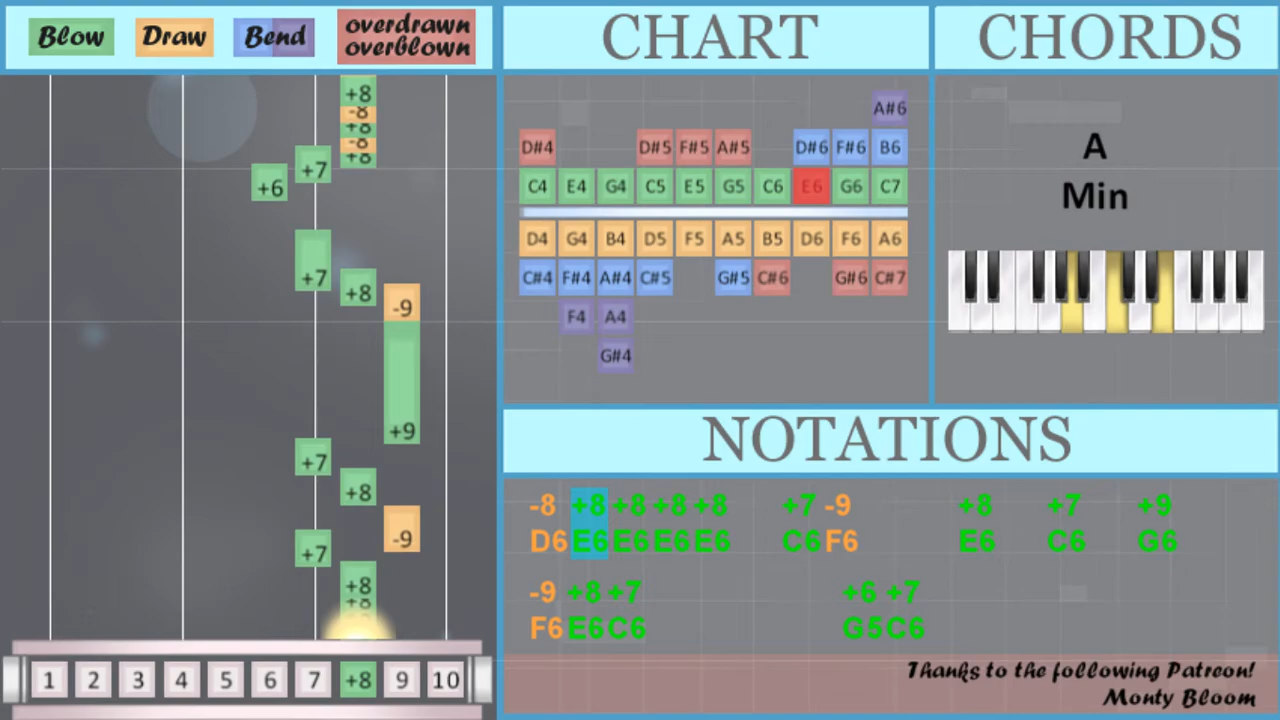 Blow
Draw
Bend
overdrawn
overblown
CHART
CHORDS
+8
-8
+8
-8
+8
+7
+6
+7
+8
-9
+9
+7
+8
-9
+7
+8
+8
1 2 3 4 5 6 7 +8 9 10
A#6
D#4 D#5 F#5 A#5 D#6 F#6 B6
C4 E4 G4 C5 E5 G5 C6 E6 G6 C7
D4 G4 B4 D5 F5 A5 B5 D6 F6 A6
C#4 F#4 A#4 C#5 G#5 C#6 G#6 C#7
F4 A4
G#4
A
Min
NOTATIONS
-8 +8 +8 +8 +8 +7 -9 +8 +7 +9
D6 E6 E6 E6 E6 C6 F6 E6 C6 G6
-9 +8 +7 +6 +7
F6 E6 C6 G5 C6
Thanks to the following Patreon!
Monty Bloom